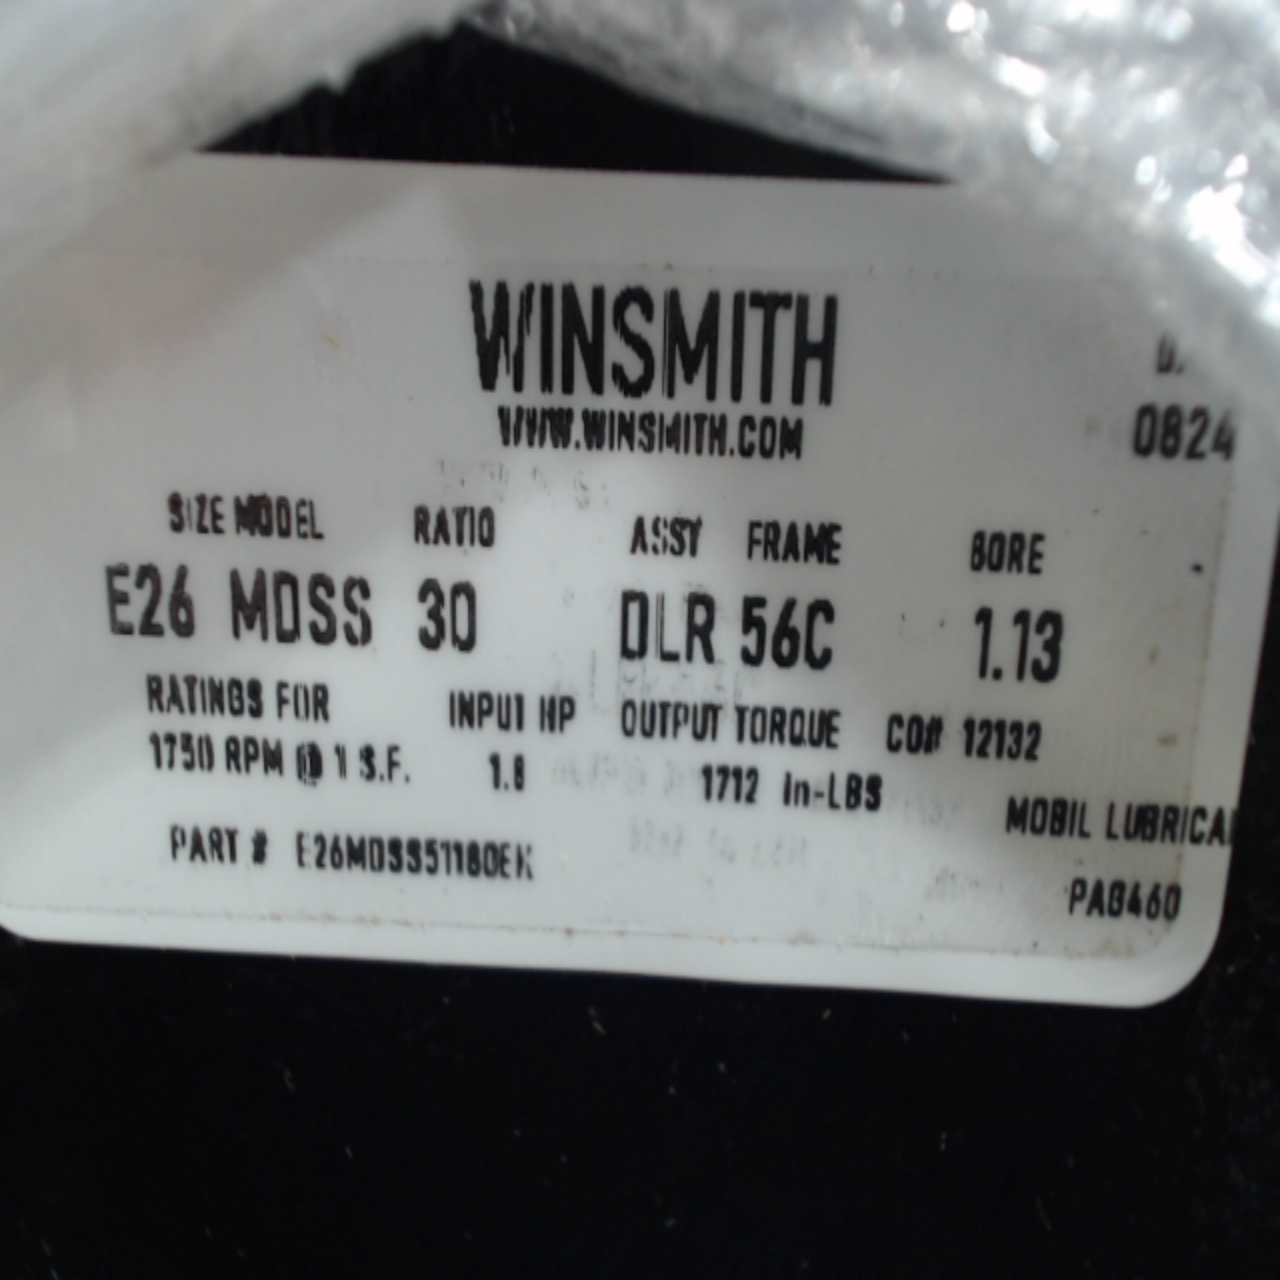 WINSMITH
WWW.WINSMITH.COM
0824
SIZE MODEL RATIO ASSY FRAME BORE
E26 MDSS 30 DLR 56C 1.13
RATINGS FOR INPUT HP OUTPUT TORQUE CO# 12132
1750 RPM @ 1 S.F. 1.8 1712 In-LBS
MOBIL
PART # E26MDSS51180EK
PAG460